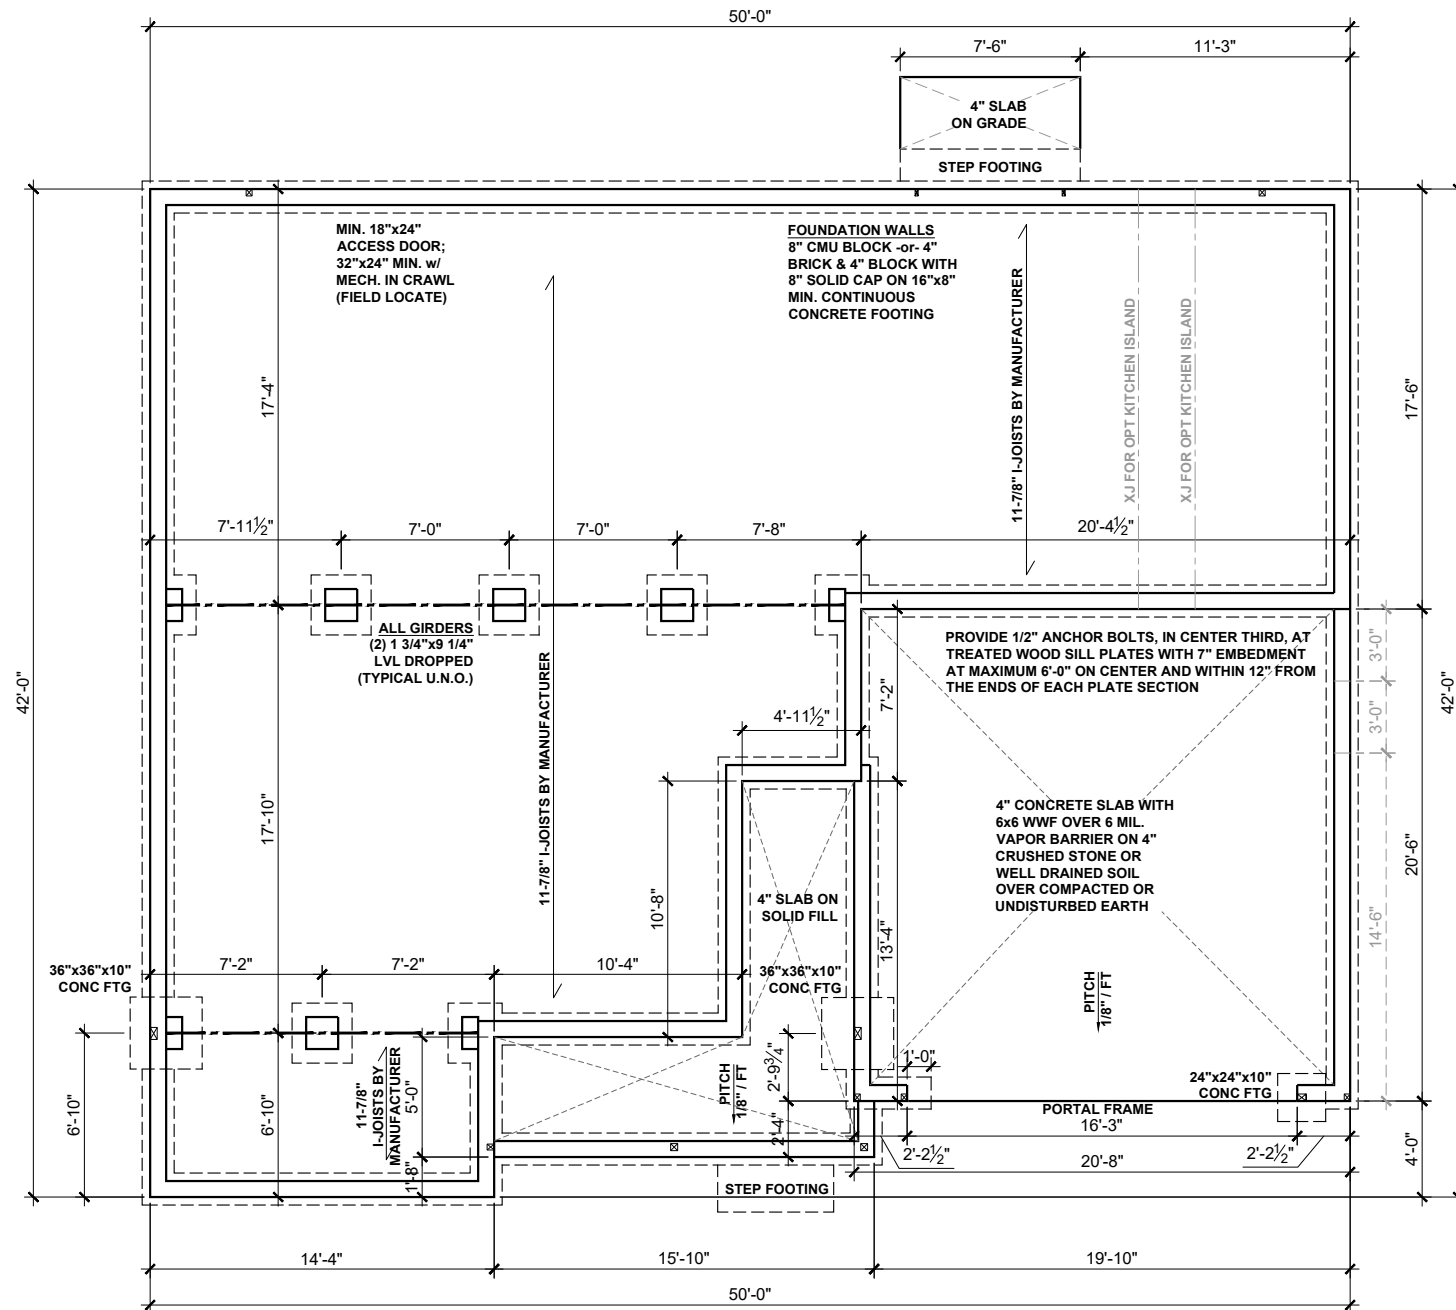 50'-0"
7'-6"
11'-3"
4" SLAB
ON GRADE
STEP FOOTING
MIN. 18"x24"
ACCESS DOOR;
32"x24" MIN. w/
MECH. IN CRAWL
(FIELD LOCATE)
FOUNDATION WALLS
8" CMU BLOCK -or- 4"
BRICK & 4" BLOCK WITH
8" SOLID CAP ON 16"x8"
MIN. CONTINUOUS
CONCRETE FOOTING
11-7/8" I-JOISTS BY MANUFACTURER
XJ FOR OPT KITCHEN ISLAND
XJ FOR OPT KITCHEN ISLAND
17'-4"
17'-6"
7'-11½"
7'-0"
7'-0"
7'-8"
20'-4½"
ALL GIRDERS
(2) 1 3/4"x9 1/4"
LVL DROPPED
(TYPICAL U.N.O.)
11-7/8" I-JOISTS BY MANUFACTURER
PROVIDE 1/2" ANCHOR BOLTS, IN CENTER THIRD, AT
TREATED WOOD SILL PLATES WITH 7" EMBEDMENT
AT MAXIMUM 6'-0" ON CENTER AND WITHIN 12" FROM
THE ENDS OF EACH PLATE SECTION
3'-0"
3'-0"
42'-0"
42'-0"
7'-2"
4'-11½"
4" CONCRETE SLAB WITH
6x6 WWF OVER 6 MIL.
VAPOR BARRIER ON 4"
CRUSHED STONE OR
WELL DRAINED SOIL
OVER COMPACTED OR
UNDISTURBED EARTH
17'-10"
10'-8"
4" SLAB ON
SOLID FILL
13'-4"
20'-6"
14'-6"
36"x36"x10"
CONC FTG
7'-2"
7'-2"
10'-4"
36"x36"x10"
CONC FTG
PITCH
1/8" / FT
6'-10"
6'-10"
11-7/8"
I-JOISTS BY
MANUFACTURER
5'-0"
1'-8"
PITCH
1/8" / FT
2'-9¾"
2'-4"
1'-0"
24"x24"x10"
CONC FTG
PORTAL FRAME
16'-3"
2'-2½"
2'-2½"
20'-8"
4'-0"
STEP FOOTING
14'-4"
15'-10"
19'-10"
50'-0"